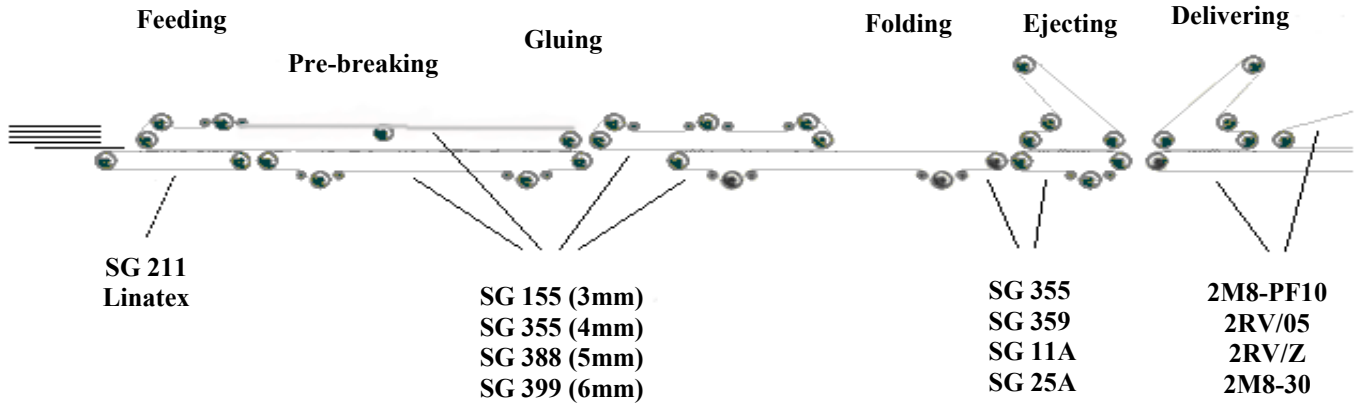 Feeding
Pre-breaking
Gluing
Folding
Ejecting
Delivering
SG 211
Linatex
SG 155 (3mm)
SG 355 (4mm)
SG 388 (5mm)
SG 399 (6mm)
SG 355
SG 359
SG 11A
SG 25A
2M8-PF10
2RV/05
2RV/Z
2M8-30